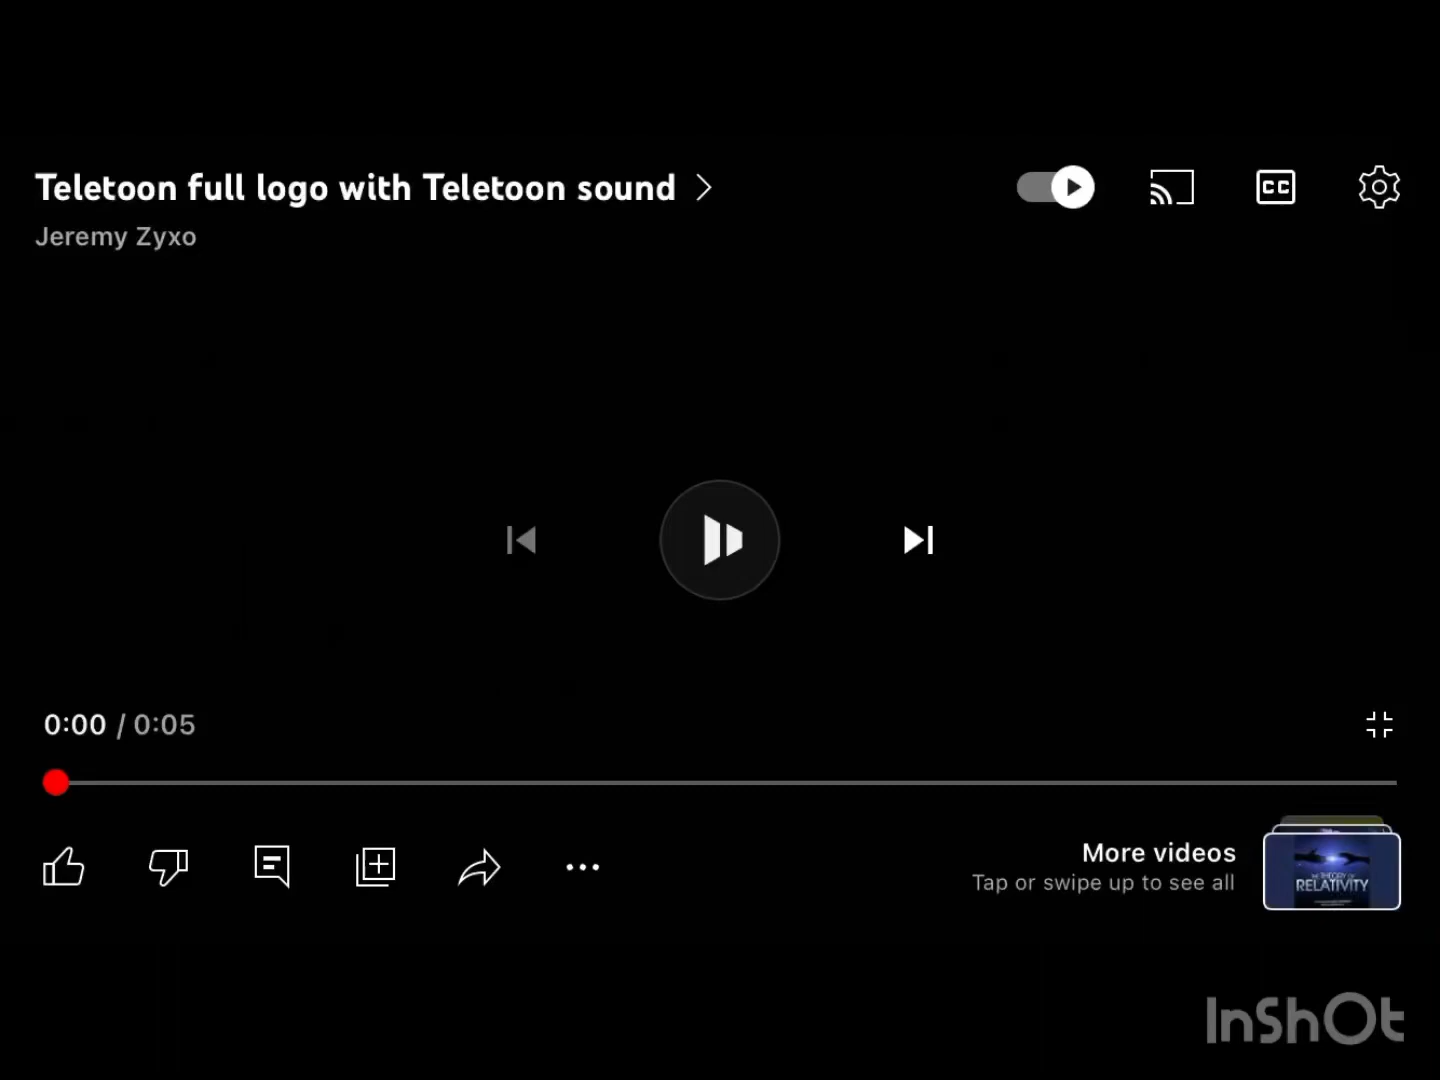 Teletoon full logo with Teletoon sound
Jeremy Zyxo
CC
0:00 / 0:05
More videos
Tap or swipe up to see all
RELATIVITY
InShOt